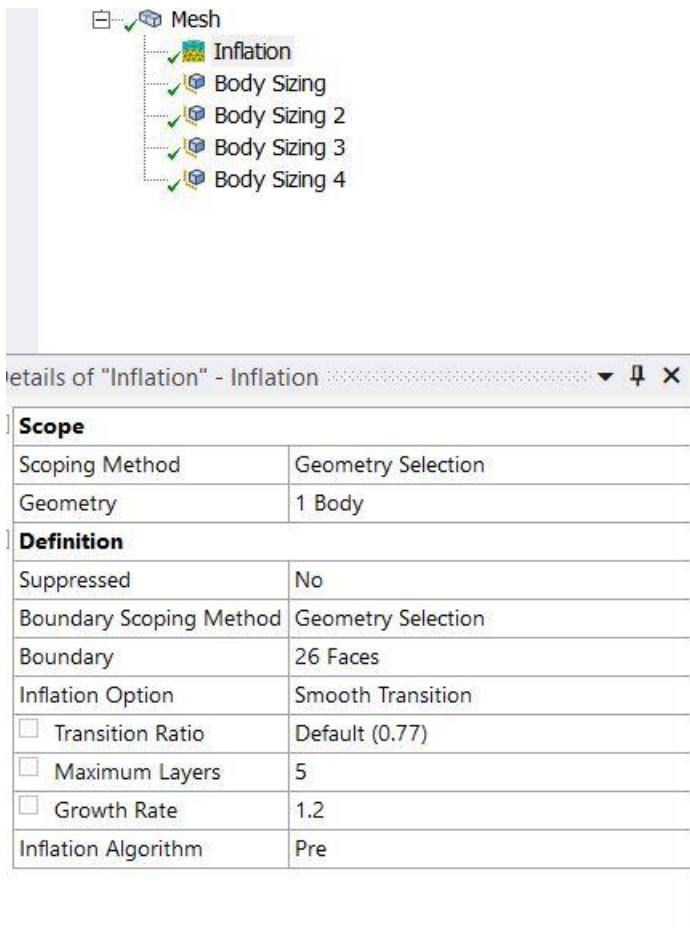 Mesh
Inflation
Body Sizing
Body Sizing 2
Body Sizing 3
Body Sizing 4
etails of "Inflation" - Inflation
Scope
Scoping Method Geometry Selection
Geometry 1 Body
Definition
Suppressed No
Boundary Scoping Method Geometry Selection
Boundary 26 Faces
Inflation Option Smooth Transition
Transition Ratio Default (0.77)
Maximum Layers 5
Growth Rate 1.2
Inflation Algorithm Pre